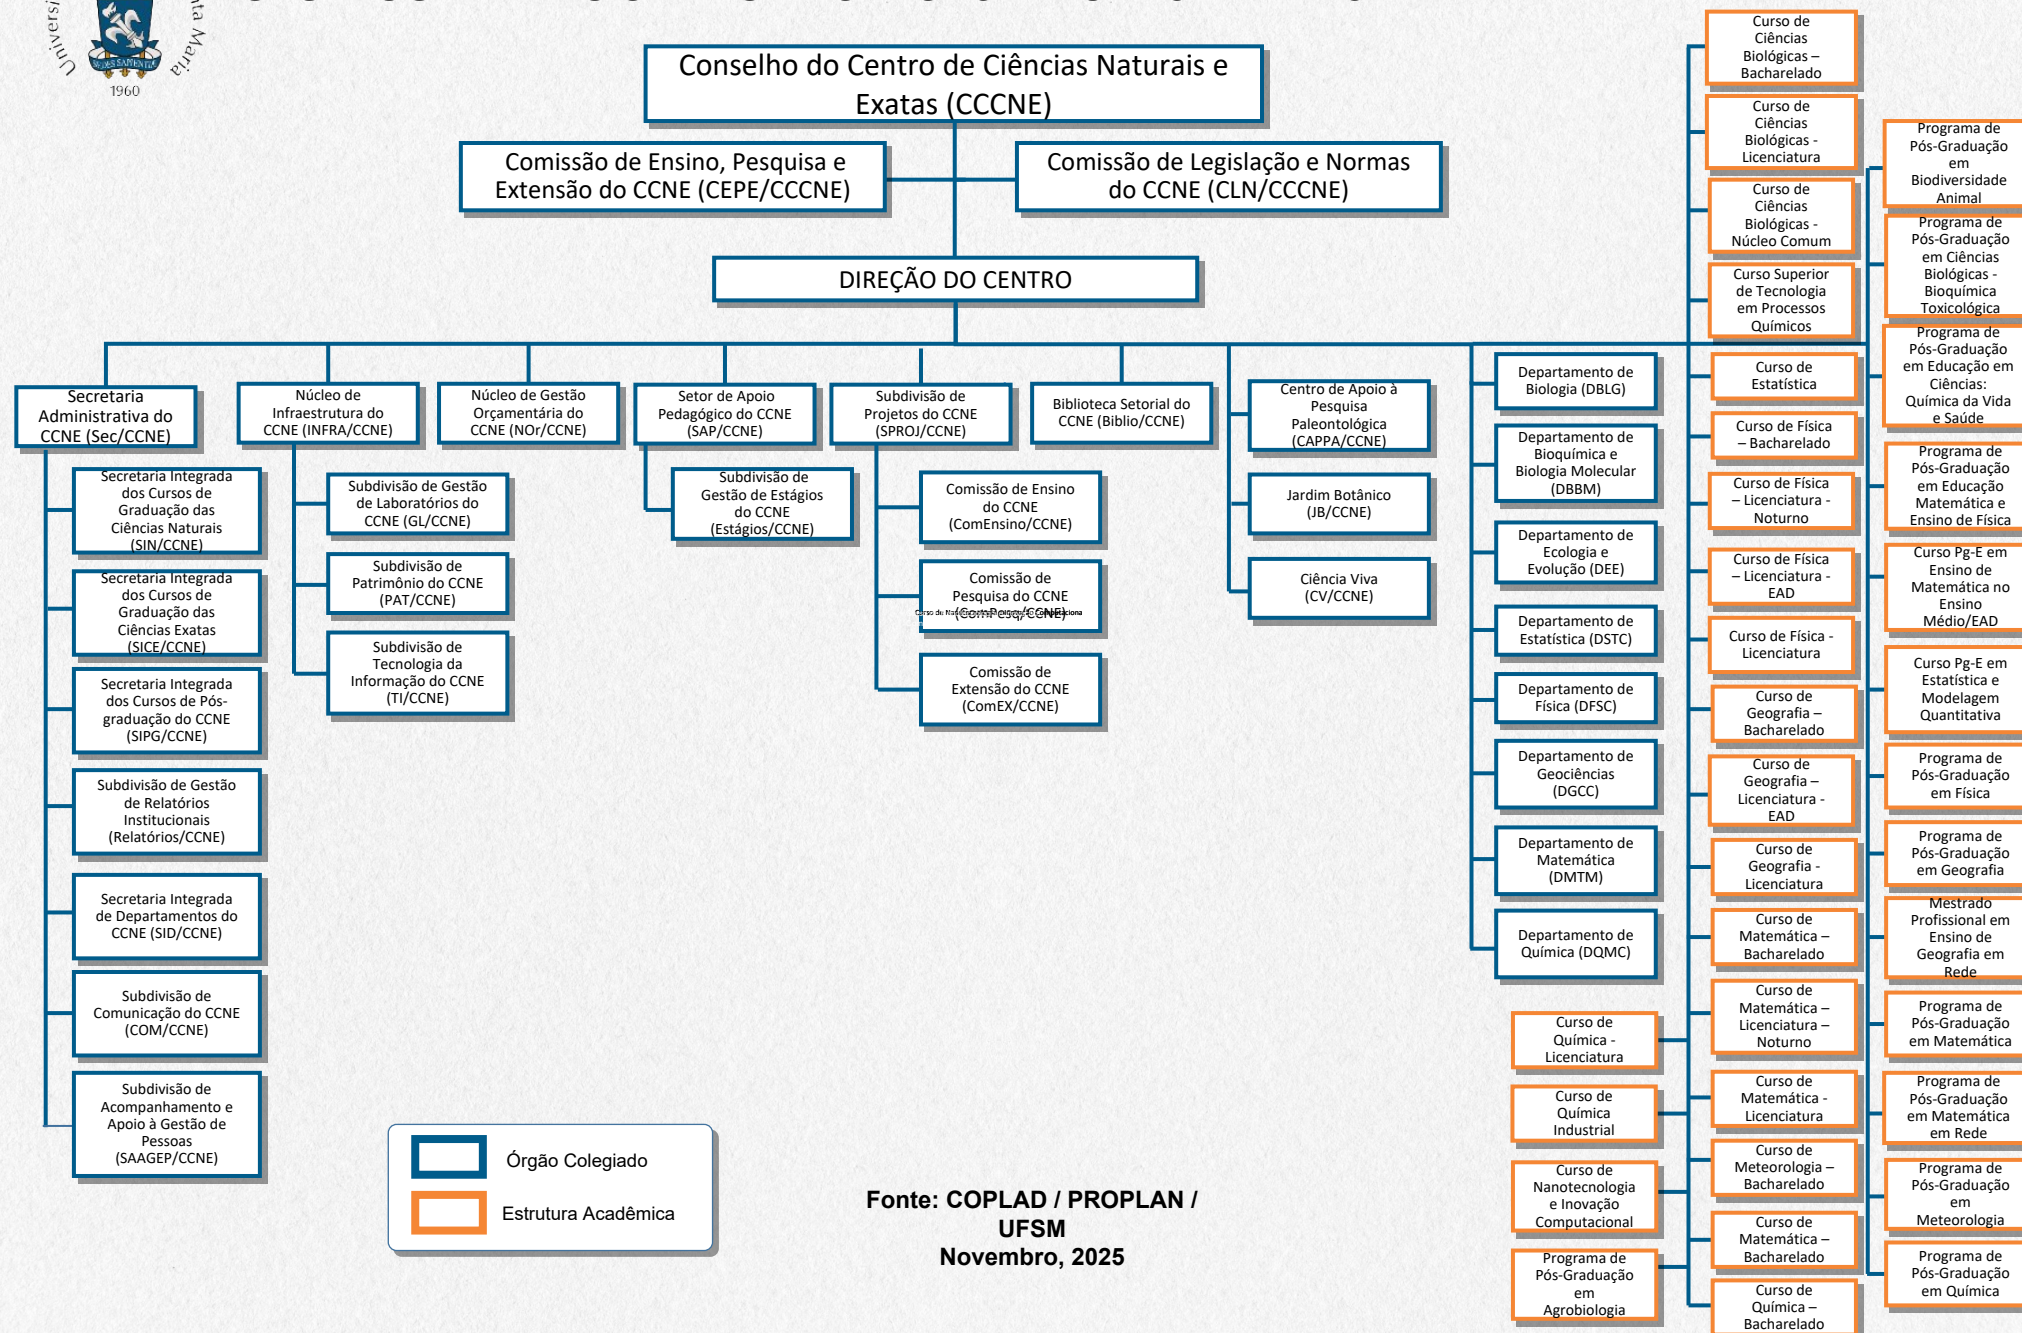 1960
Conselho do Centro de Ciências Naturais e
Exatas (CCCNE)
Comissão de Ensino, Pesquisa e
Extensão do CCNE (CEPE/CCCNE)
Comissão de Legislação e Normas
do CCNE (CLN/CCCNE)
DIREÇÃO DO CENTRO
Secretaria
Administrativa do
CCNE (Sec/CCNE)
Secretaria Integrada
dos Cursos de
Graduação das
Ciências Naturais
(SIN/CCNE)
Secretaria Integrada
dos Cursos de
Graduação das
Ciências Exatas
(SICE/CCNE)
Secretaria Integrada
dos Cursos de Pós-
graduação do CCNE
(SIPG/CCNE)
Subdivisão de Gestão
de Relatórios
Institucionais
(Relatórios/CCNE)
Secretaria Integrada
de Departamentos do
CCNE (SID/CCNE)
Subdivisão de
Comunicação do CCNE
(COM/CCNE)
Subdivisão de
Acompanhamento e
Apoio à Gestão de
Pessoas
(SAAGEP/CCNE)
Núcleo de
Infraestrutura do
CCNE (INFRA/CCNE)
Subdivisão de Gestão
de Laboratórios do
CCNE (GL/CCNE)
Subdivisão de
Patrimônio do CCNE
(PAT/CCNE)
Subdivisão de
Tecnologia da
Informação do CCNE
(TI/CCNE)
Núcleo de Gestão
Orçamentária do
CCNE (NOr/CCNE)
Setor de Apoio
Pedagógico do CCNE
(SAP/CCNE)
Subdivisão de
Gestão de Estágios
do CCNE
(Estágios/CCNE)
Subdivisão de
Projetos do CCNE
(SPROJ/CCNE)
Comissão de Ensino
do CCNE
(ComEnsino/CCNE)
Comissão de
Pesquisa do CCNE
(ComPesq/CCNE)
Comissão de
Extensão do CCNE
(ComEX/CCNE)
Biblioteca Setorial do
CCNE (Biblio/CCNE)
Centro de Apoio à
Pesquisa
Paleontológica
(CAPPA/CCNE)
Jardim Botânico
(JB/CCNE)
Ciência Viva
(CV/CCNE)
Departamento de
Biologia (DBLG)
Departamento de
Bioquímica e
Biologia Molecular
(DBBM)
Departamento de
Ecologia e
Evolução (DEE)
Departamento de
Estatística (DSTC)
Departamento de
Física (DFSC)
Departamento de
Geociências
(DGCC)
Departamento de
Matemática
(DMTM)
Departamento de
Química (DQMC)
Curso de
Química -
Licenciatura
Curso de
Química
Industrial
Curso de
Nanotecnologia
e Inovação
Computacional
Programa de
Pós-Graduação
em
Agrobiologia
Curso de
Ciências
Biológicas –
Bacharelado
Curso de
Ciências
Biológicas -
Licenciatura
Curso de
Ciências
Biológicas -
Núcleo Comum
Curso Superior
de Tecnologia
em Processos
Químicos
Curso de
Estatística
Curso de Física
– Bacharelado
Curso de Física
– Licenciatura -
Noturno
Curso de Física
– Licenciatura -
EAD
Curso de Física -
Licenciatura
Curso de
Geografia –
Bacharelado
Curso de
Geografia –
Licenciatura -
EAD
Curso de
Geografia -
Licenciatura
Curso de
Matemática –
Bacharelado
Curso de
Matemática –
Licenciatura –
Noturno
Curso de
Matemática -
Licenciatura
Curso de
Meteorologia –
Bacharelado
Curso de
Matemática –
Bacharelado
Curso de
Química –
Bacharelado
Programa de
Pós-Graduação
em
Biodiversidade
Animal
Programa de
Pós-Graduação
em Ciências
Biológicas -
Bioquímica
Toxicológica
Programa de
Pós-Graduação
em Educação em
Ciências:
Química da Vida
e Saúde
Programa de
Pós-Graduação
em Educação
Matemática e
Ensino de Física
Curso Pg-E em
Ensino de
Matemática no
Ensino
Médio/EAD
Curso Pg-E em
Estatística e
Modelagem
Quantitativa
Programa de
Pós-Graduação
em Física
Programa de
Pós-Graduação
em Geografia
Mestrado
Profissional em
Ensino de
Geografia em
Rede
Programa de
Pós-Graduação
em Matemática
Programa de
Pós-Graduação
em Matemática
em Rede
Programa de
Pós-Graduação
em
Meteorologia
Programa de
Pós-Graduação
em Química
Órgão Colegiado
Estrutura Acadêmica
Fonte: COPLAD / PROPLAN /
UFSM
Novembro, 2025